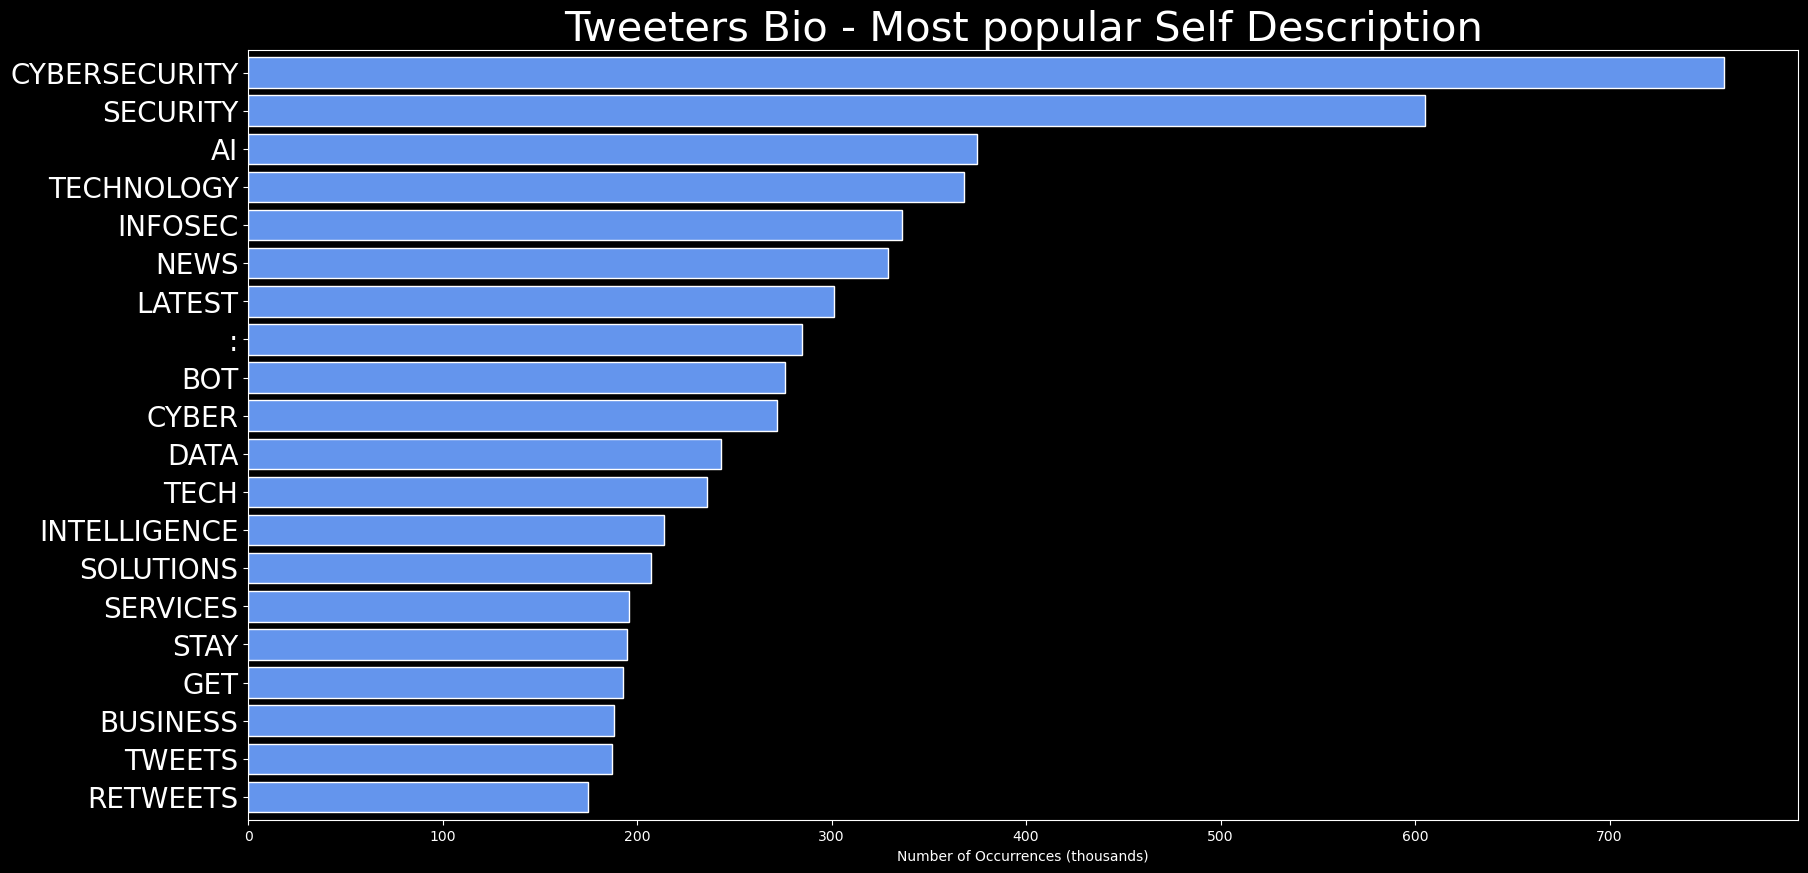 Tweeters Bio - Most popular Self Description
CYBERSECURITY
SECURITY
AI
TECHNOLOGY
INFOSEC
NEWS
LATEST
:
BOT
CYBER
DATA
TECH
INTELLIGENCE
SOLUTIONS
SERVICES
STAY
GET
BUSINESS
TWEETS
RETWEETS
0 100 200 300 400 500 600 700
Number of Occurrences (thousands)